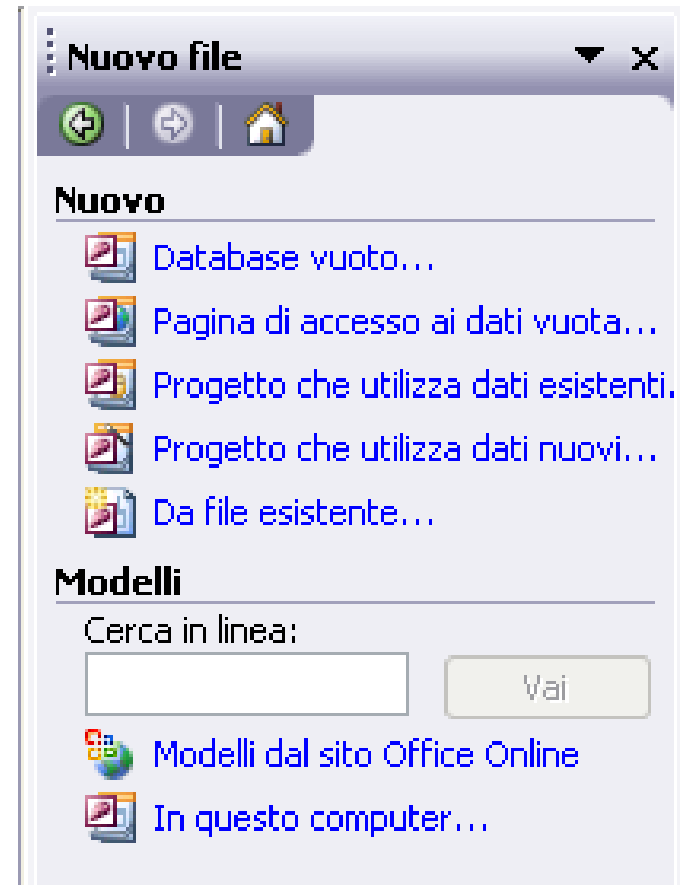 Nuovo file
Nuovo
Database vuoto...
Pagina di accesso ai dati vuota...
Progetto che utilizza dati esistenti.
Progetto che utilizza dati nuovi...
Da file esistente...
Modelli
Cerca in linea:
Vai
Modelli dal sito Office Online
In questo computer...